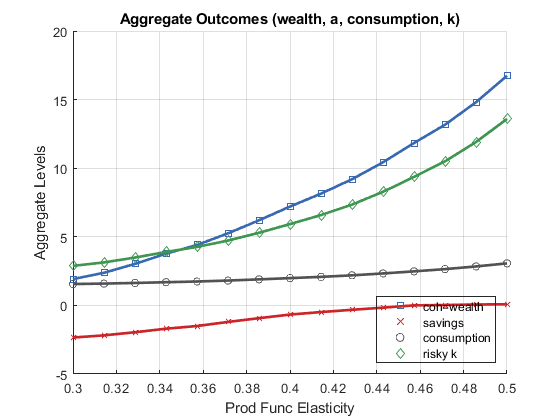 Aggregate Outcomes (wealth, a, consumption, k)
20
15
10
5
0
-5
Aggregate Levels
coh=wealth
savings
consumption
risky k
0.3 0.32 0.34 0.36 0.38 0.4 0.42 0.44 0.46 0.48 0.5
Prod Func Elasticity